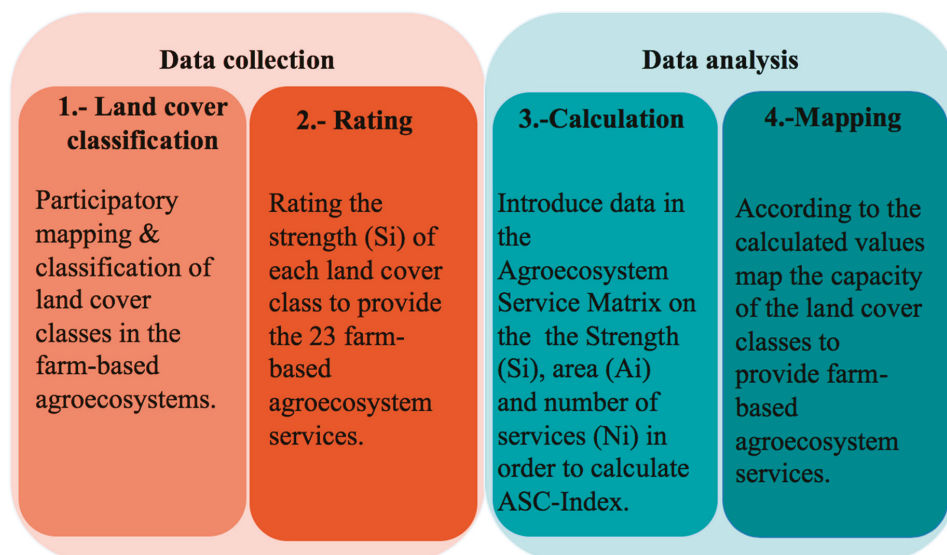 Data collection
1.- Land cover
classification
Participatory
mapping &
classification of
land cover
classes in the
farm-based
agroecosystems.
2.- Rating
Rating the
strength (Si) of
each land cover
class to provide
the 23 farm-
based
agroecosystem
services.
Data analysis
3.-Calculation
Introduce data in
the
Agroecosystem
Service Matrix on
the  the Strength
(Si), area (Ai)
and number of
services (Ni) in
order to calculate
ASC-Index.
4.-Mapping
According to the
calculated values
map the capacity
of the land cover
classes to
provide farm-
based
agroecosystem
services.